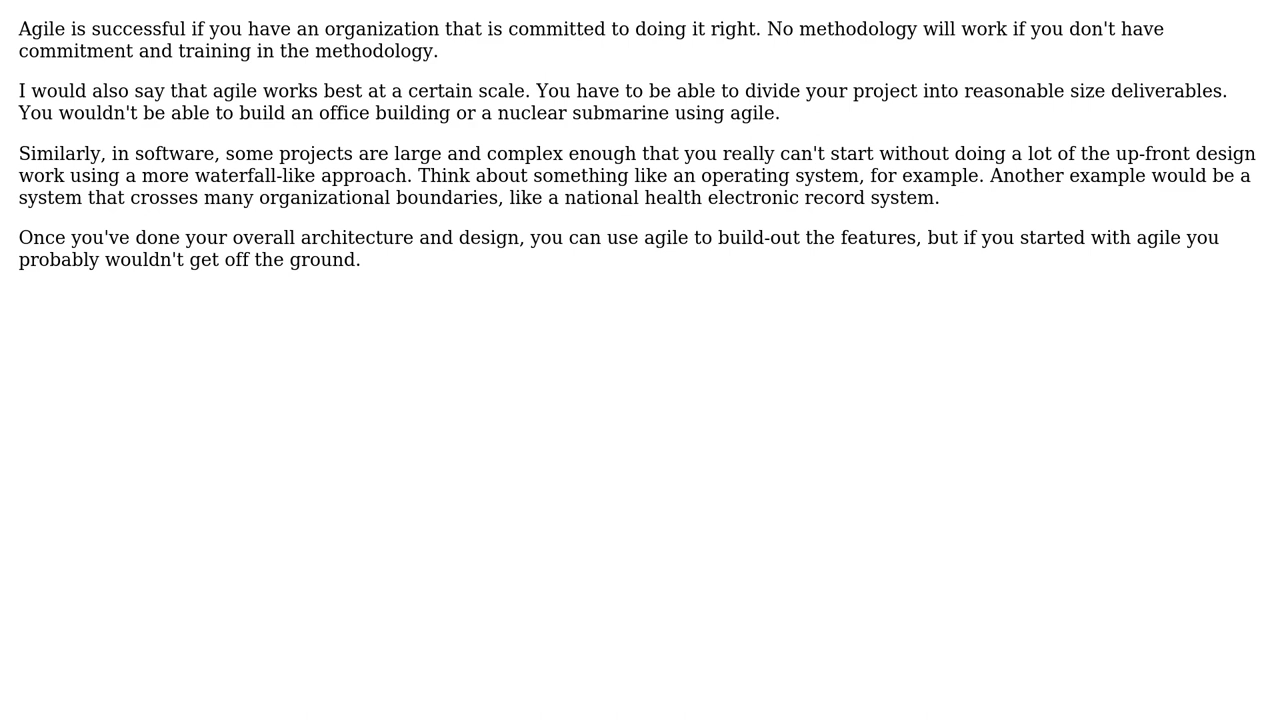 Agile is successful if you have an organization that is committed to doing it right. No methodology will work if you don't have
commitment and training in the methodology.
I would also say that agile works best at a certain scale. You have to be able to divide your project into reasonable size deliverables.
You wouldn't be able to build an office building or a nuclear submarine using agile.
Similarly, in software, some projects are large and complex enough that you really can't start without doing a lot of the up-front design
work using a more waterfall-like approach. Think about something like an operating system, for example. Another example would be a
system that crosses many organizational boundaries, like a national health electronic record system.
Once you've done your overall architecture and design, you can use agile to build-out the features, but if you started with agile you
probably wouldn't get off the ground.